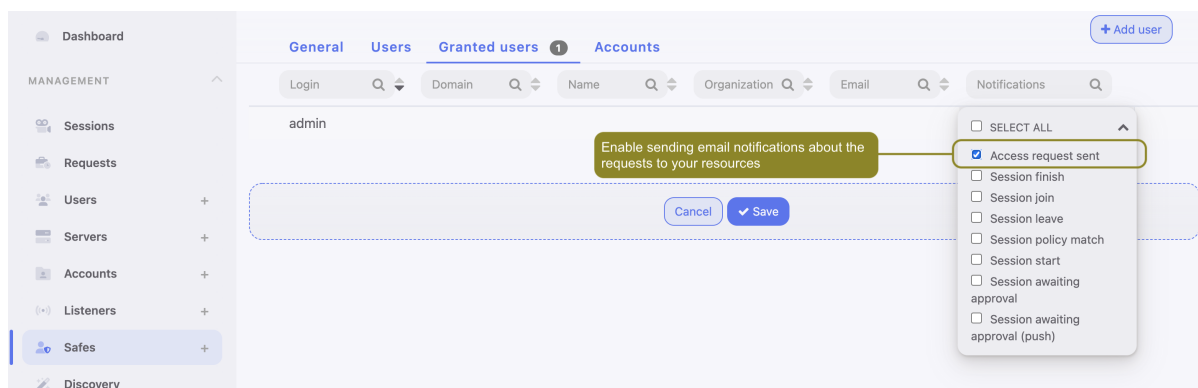 Dashboard
+ Add user
General Users Granted users 1 Accounts
MANAGEMENT
Login Domain Name Organization Email Notifications
Sessions
admin
SELECT ALL
Enable sending email notifications about the
requests to your resources
Access request sent
Requests
Session finish
Users +
Session join
Cancel Save
Session leave
Servers +
Session policy match
Session start
Accounts +
Session awaiting
approval
Listeners +
Session awaiting
approval (push)
Safes +
Discovery